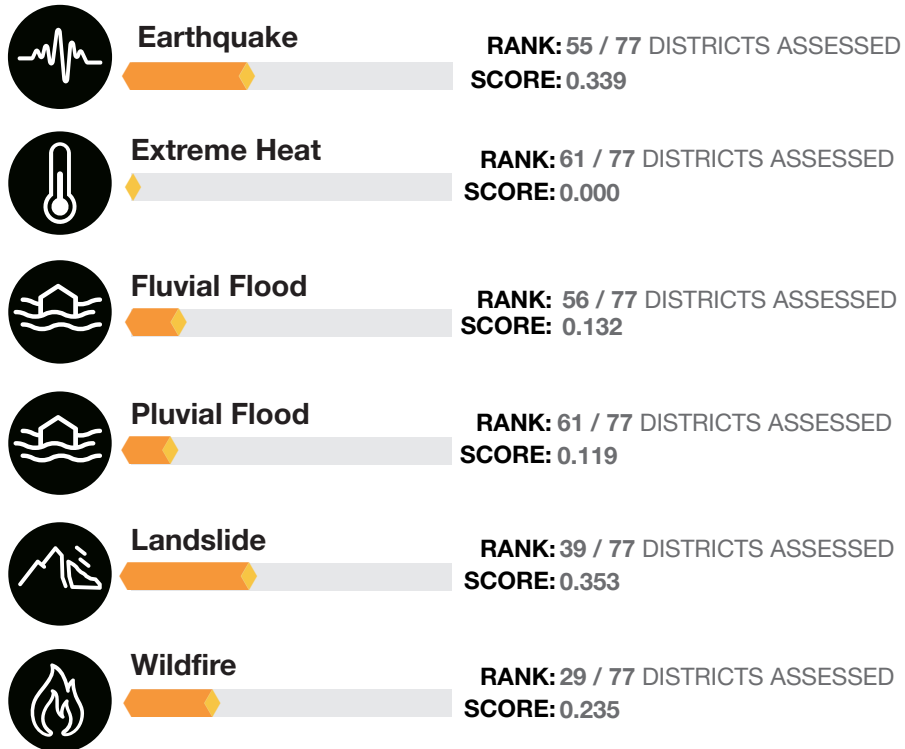 Earthquake
RANK: 55 / 77 DISTRICTS ASSESSED
SCORE: 0.339
Extreme Heat
RANK: 61 / 77 DISTRICTS ASSESSED
SCORE: 0.000
Fluvial Flood
RANK: 56 / 77 DISTRICTS ASSESSED
SCORE: 0.132
Pluvial Flood
RANK: 61 / 77 DISTRICTS ASSESSED
SCORE: 0.119
Landslide
RANK: 39 / 77 DISTRICTS ASSESSED
SCORE: 0.353
Wildfire
RANK: 29 / 77 DISTRICTS ASSESSED
SCORE: 0.235